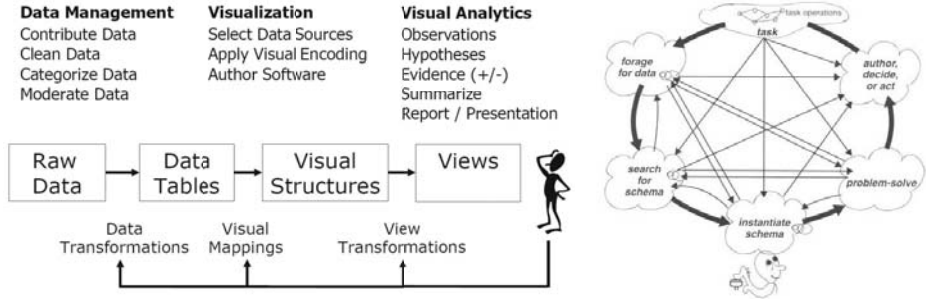 Data Management
Contribute Data
Clean Data
Categorize Data
Moderate Data
Visualization
Select Data Sources
Apply Visual Encoding
Author Software
Visual Analytics
Observations
Hypotheses
Evidence (+/-)
Summarize
Report / Presentation
Raw
Data
Data
Tables
Visual
Structures
Views
Data
Transformations
Visual
Mappings
View
Transformations
task operations
task
forage
for data
author,
decide,
or act
search
for
schema
problem-solve
instantiate
schema